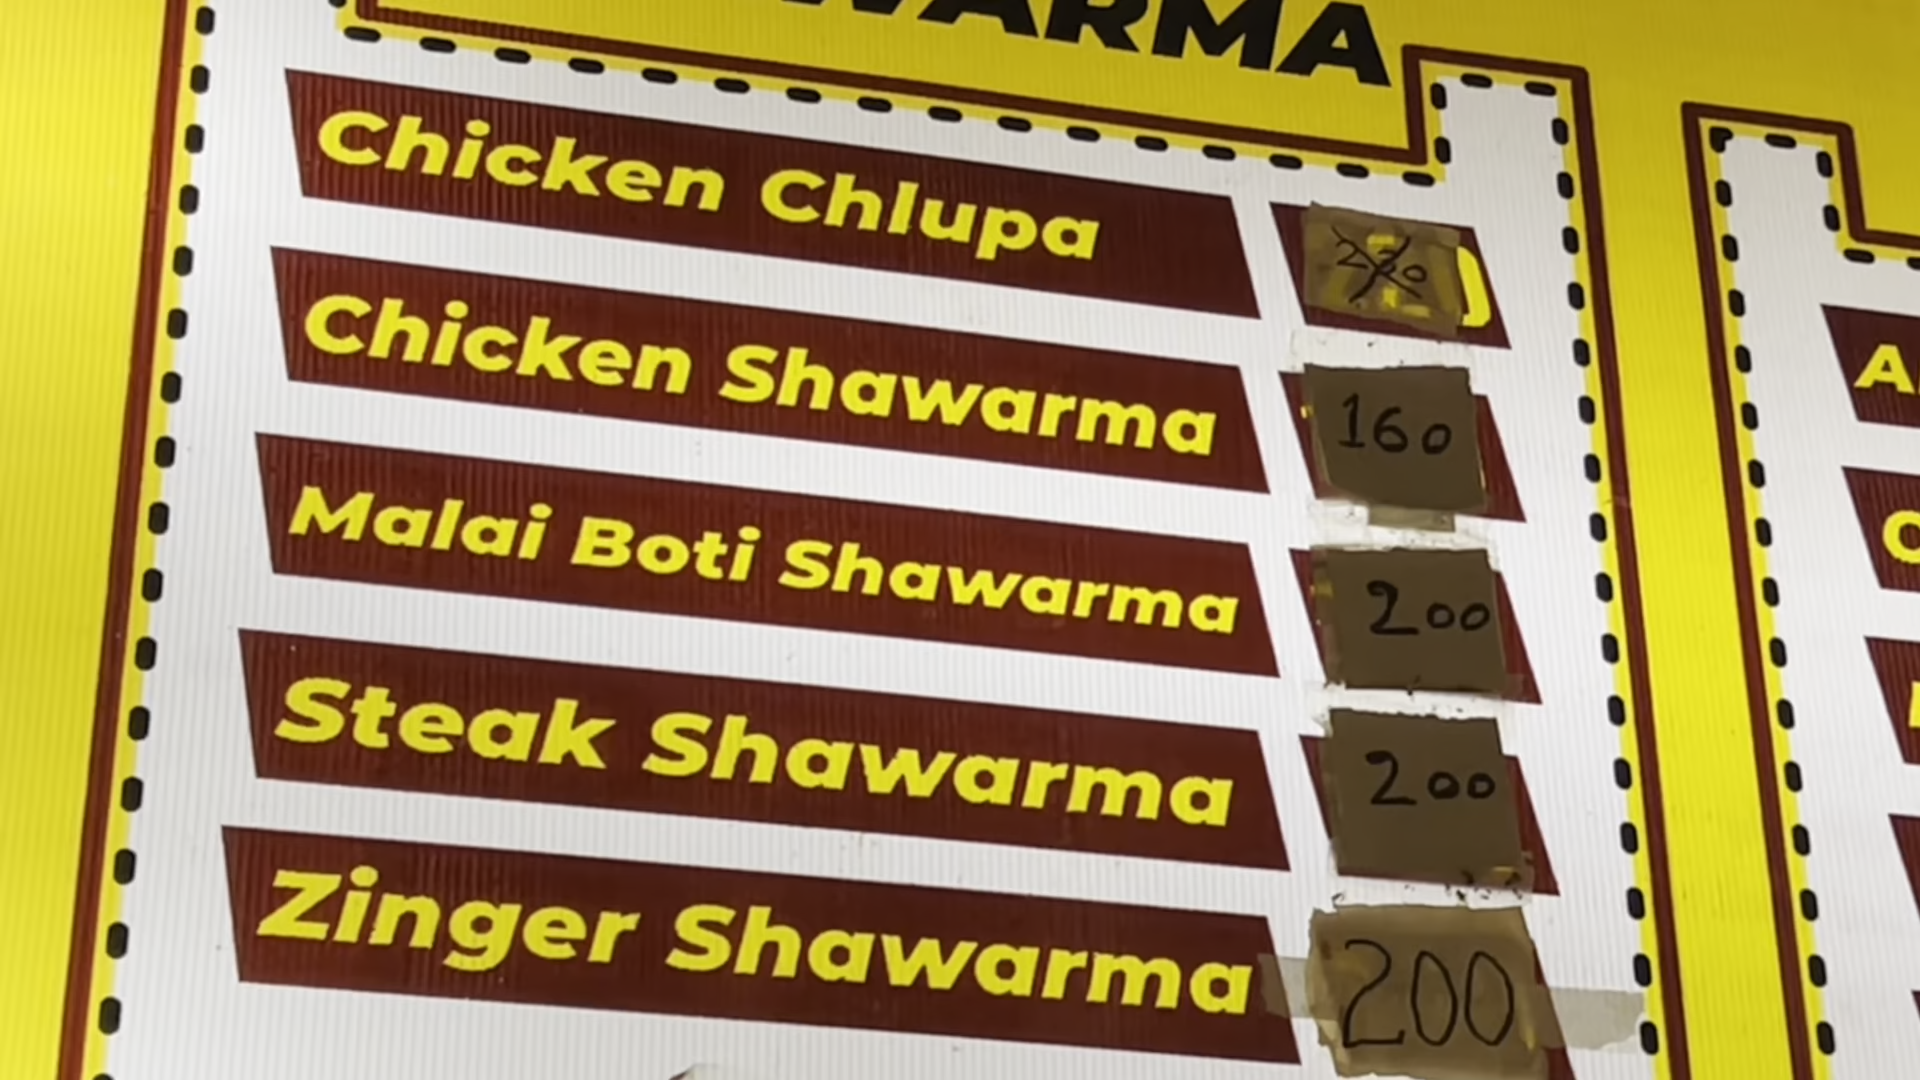 WARMA
Chicken Chlupa
Chicken Shawarma 160
Malai Boti Shawarma 200
Steak Shawarma 200
Zinger Shawarma 200
A